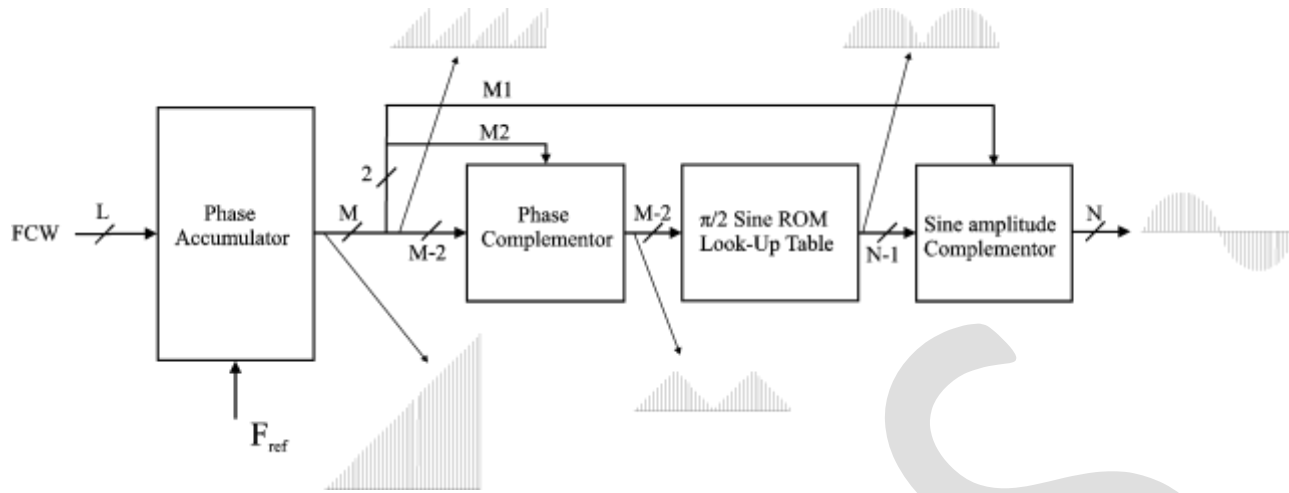 M1
M2
2
FCW
L
Phase
Accumulator
M
M-2
Phase
Complementor
M-2
π/2 Sine ROM
Look-Up Table
N-1
Sine amplitude
Complementor
N
Fref